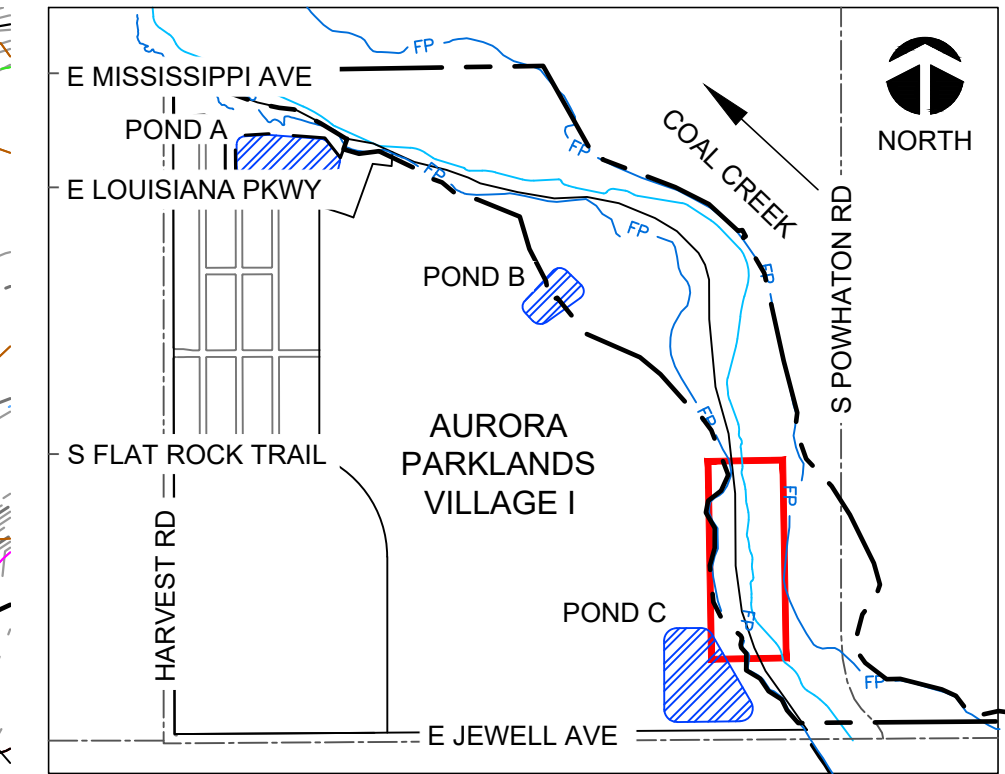 FP
E MISSISSIPPI AVE
POND A
COAL CREEK
NORTH
FP
E LOUISIANA PKWY
FP
S POWHATON RD
FP
POND B
FP
FP
AURORA
PARKLANDS
VILLAGE I
S FLAT ROCK TRAIL
FP
HARVEST RD
POND C
FP
FP
E JEWELL AVE